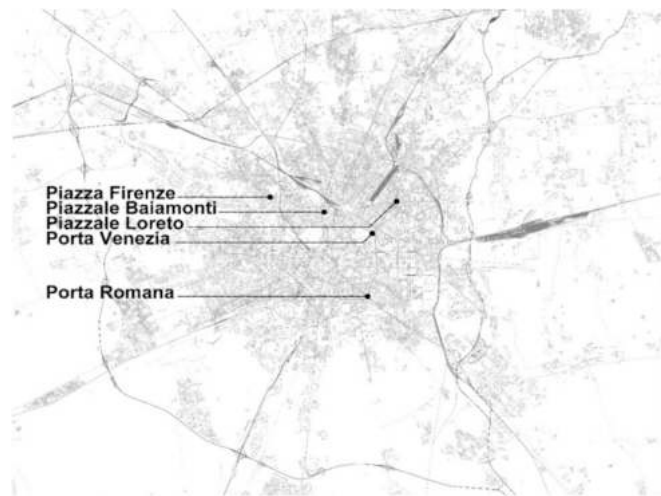 Piazza Firenze
Piazzale Baiamonti
Piazzale Loreto
Porta Venezia
Porta Romana